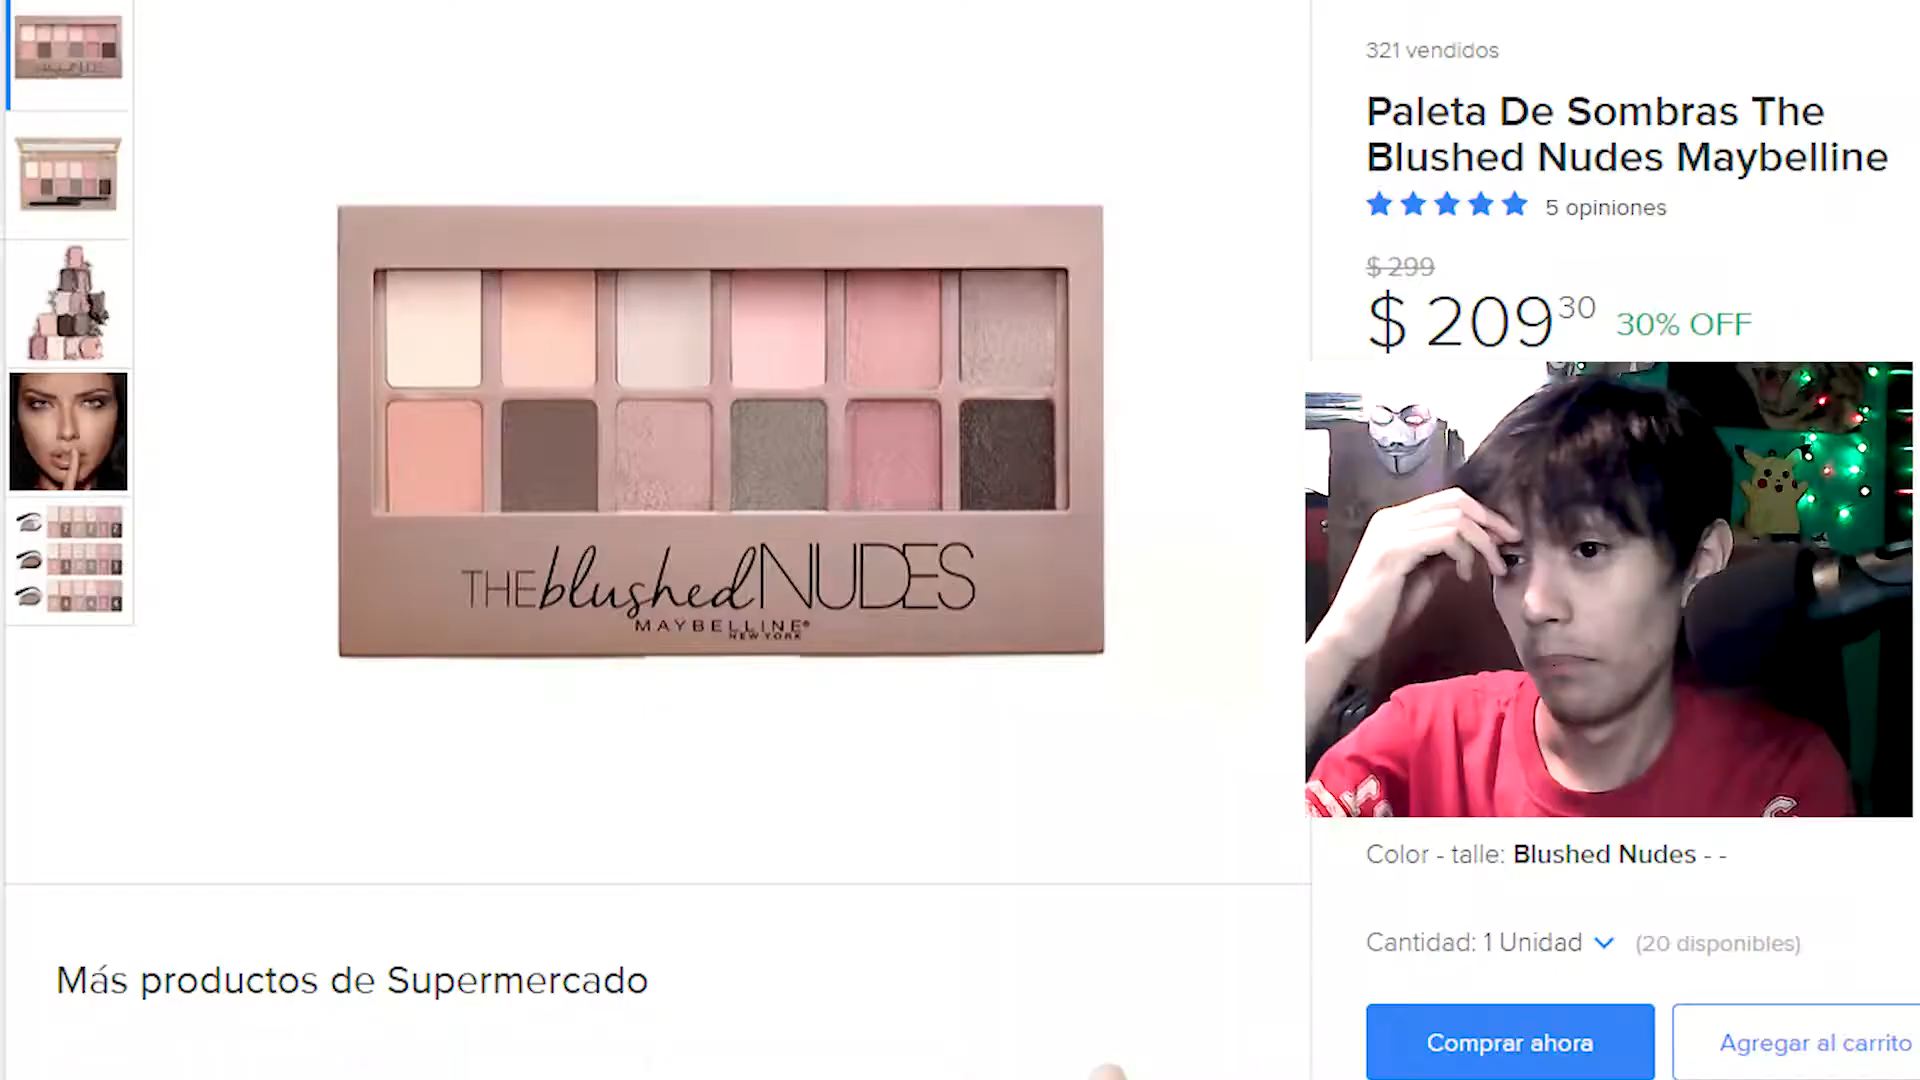 321 vendidos
Paleta De Sombras The
Blushed Nudes Maybelline
5 opiniones
$ 299
$ 209 30 30% OFF
THE blushed NUDES
MAYBELLINE®
NEW YORK
Color - talle: Blushed Nudes - -
Cantidad: 1 Unidad (20 disponibles)
Más productos de Supermercado
Comprar ahora
Agregar al carrito